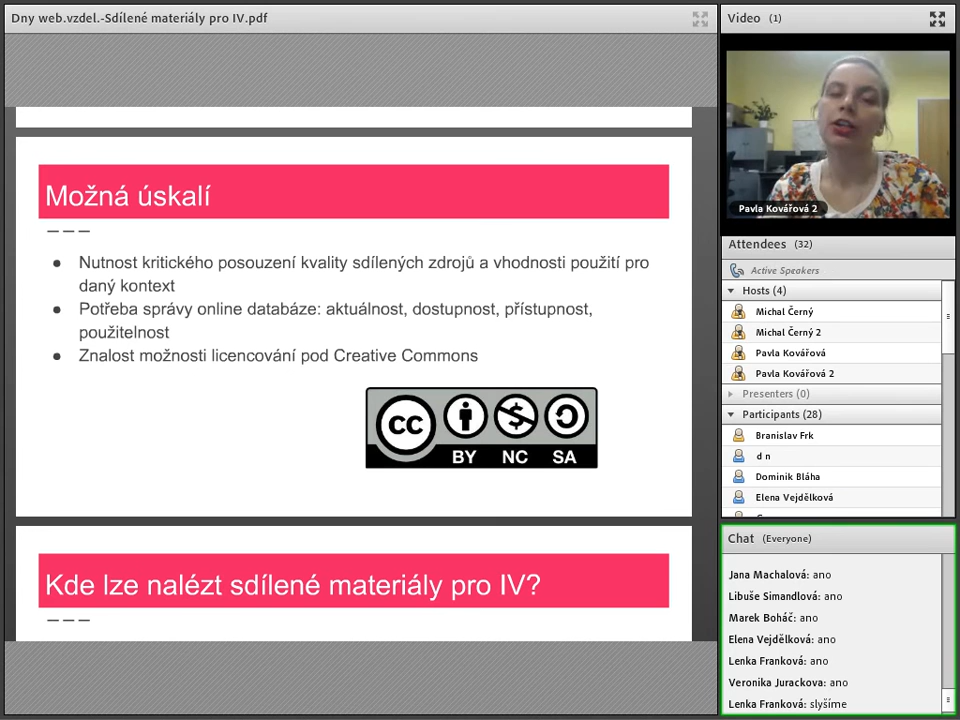 Dny web.vzdel.-Sdílené materiály pro IV.pdf
Možná úskalí
Nutnost kritického posouzení kvality sdílených zdrojů a vhodnosti použití pro
daný kontext
Potřeba správy online databáze: aktuálnost, dostupnost, přístupnost,
použitelnost
Znalost možnosti licencování pod Creative Commons
CC BY NC SA
Kde lze nalézt sdílené materiály pro IV?
Video (1)
Pavla Kovářová 2
Attendees (32)
Active Speakers
Hosts (4)
Michal Černý
Michal Černý 2
Pavla Kovářová
Pavla Kovářová 2
Presenters (0)
Participants (28)
Branislav Frk
d n
Dominik Bláha
Elena Vejdělková
Chat (Everyone)
Jana Machalová: ano
Libuše Simandlová: ano
Marek Boháč: ano
Elena Vejdělková: ano
Lenka Franková: ano
Veronika Jurackova: ano
Lenka Franková: slyšíme